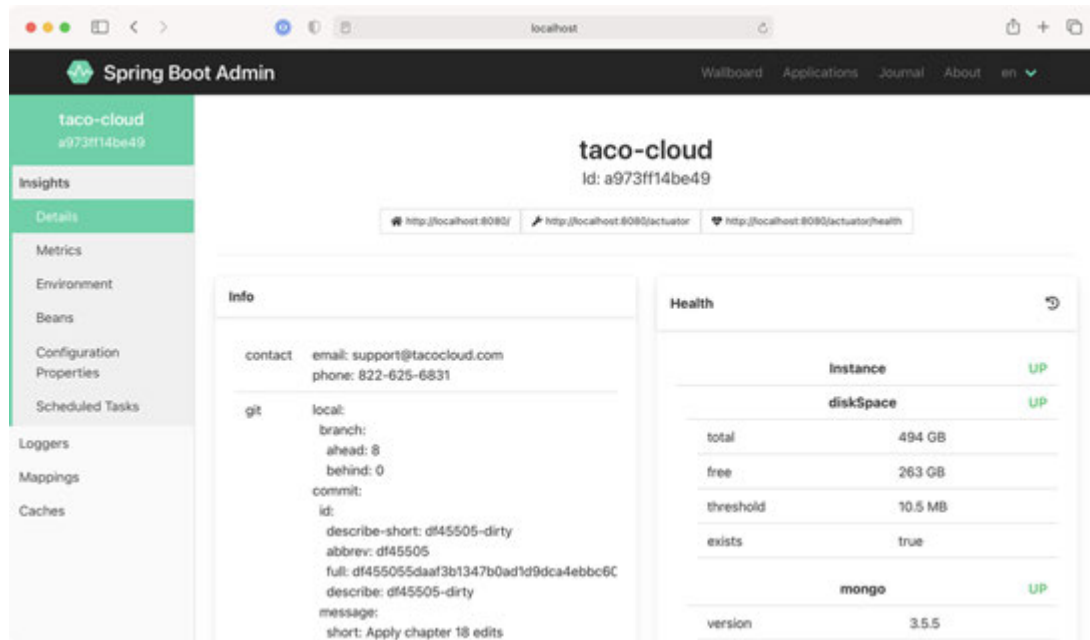 localhost
Spring Boot Admin
Wallboard Applications Journal About en
taco-cloud
a973ff14be49
Insights
Details
Metrics
Environment
Beans
Configuration
Properties
Scheduled Tasks
Loggers
Mappings
Caches
taco-cloud
Id: a973ff14be49
http://localhost:8080/ http://localhost:8080/actuator http://localhost:8080/actuator/health
Info
contact email: support@tacocloud.com
phone: 822-625-6831
git local:
branch:
ahead: 8
behind: 0
commit:
id:
describe-short: df45505-dirty
abbrev: df45505
full: df455055daaf3b1347b0ad1d9dca4ebbc60
describe: df45505-dirty
message:
short: Apply chapter 18 edits
Health
Instance UP
diskSpace UP
total 494 GB
free 263 GB
threshold 10.5 MB
exists true
mongo UP
version 3.5.5